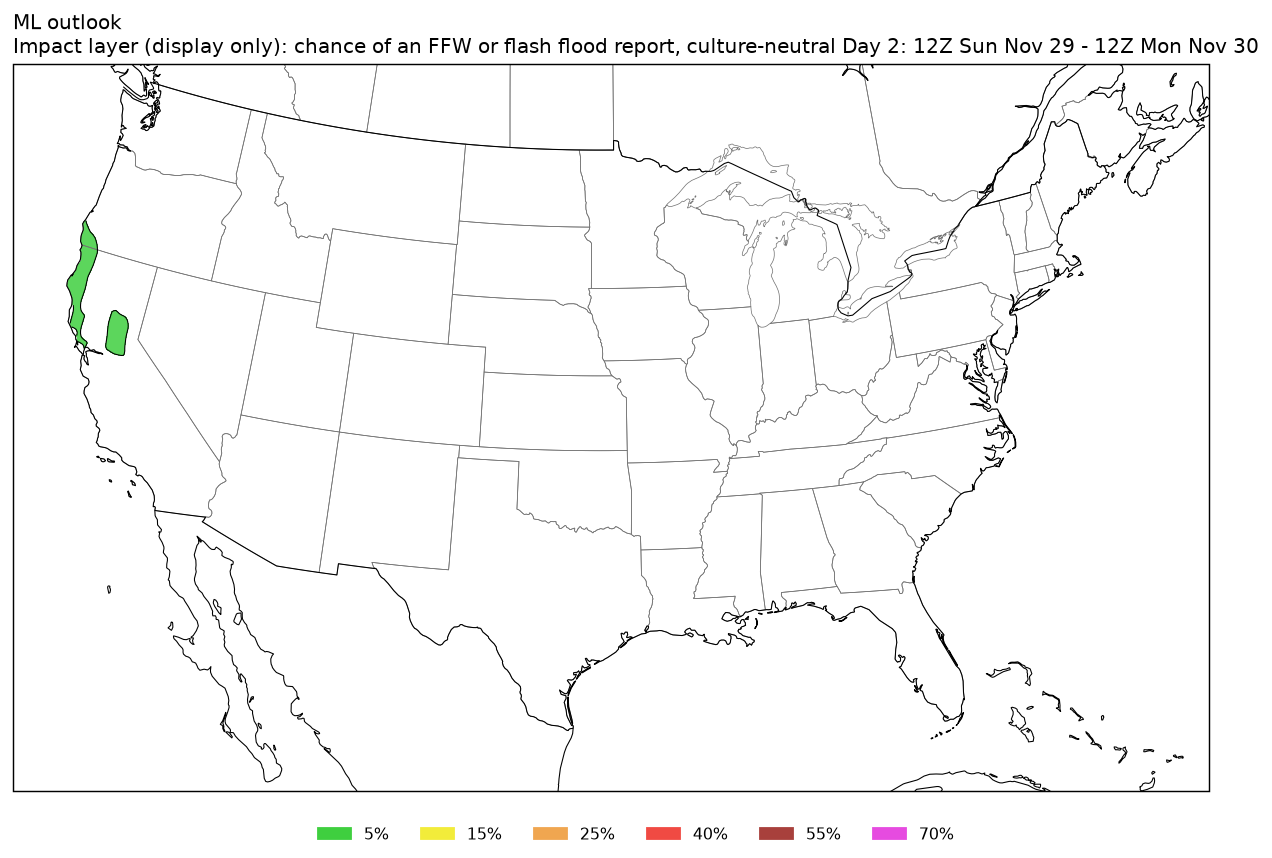 ML outlook
Impact layer (display only): chance of an FFW or flash flood report, culture-neutral Day 2: 12Z Sun Nov 29 - 12Z Mon Nov 30
5% 15% 25% 40% 55% 70%